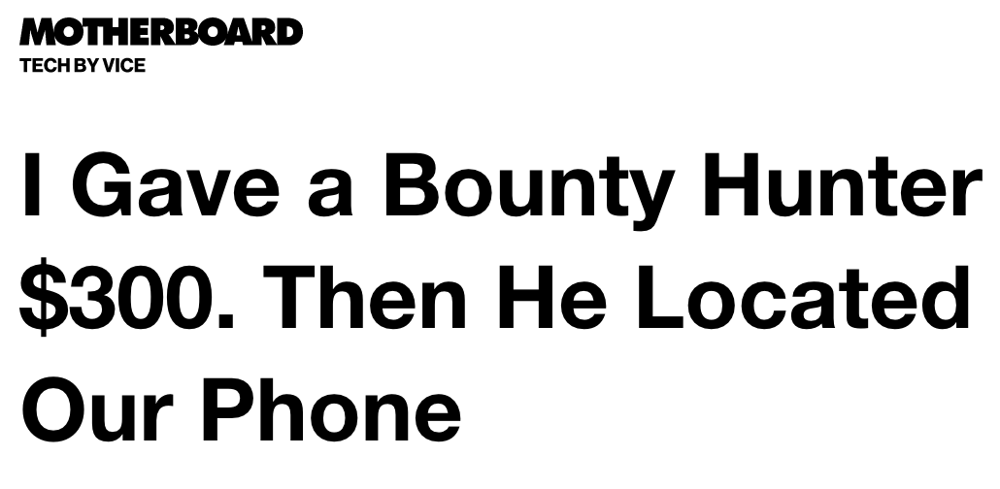 MOTHERBOARD
TECH BY VICE
I Gave a Bounty Hunter
$300. Then He Located
Our Phone